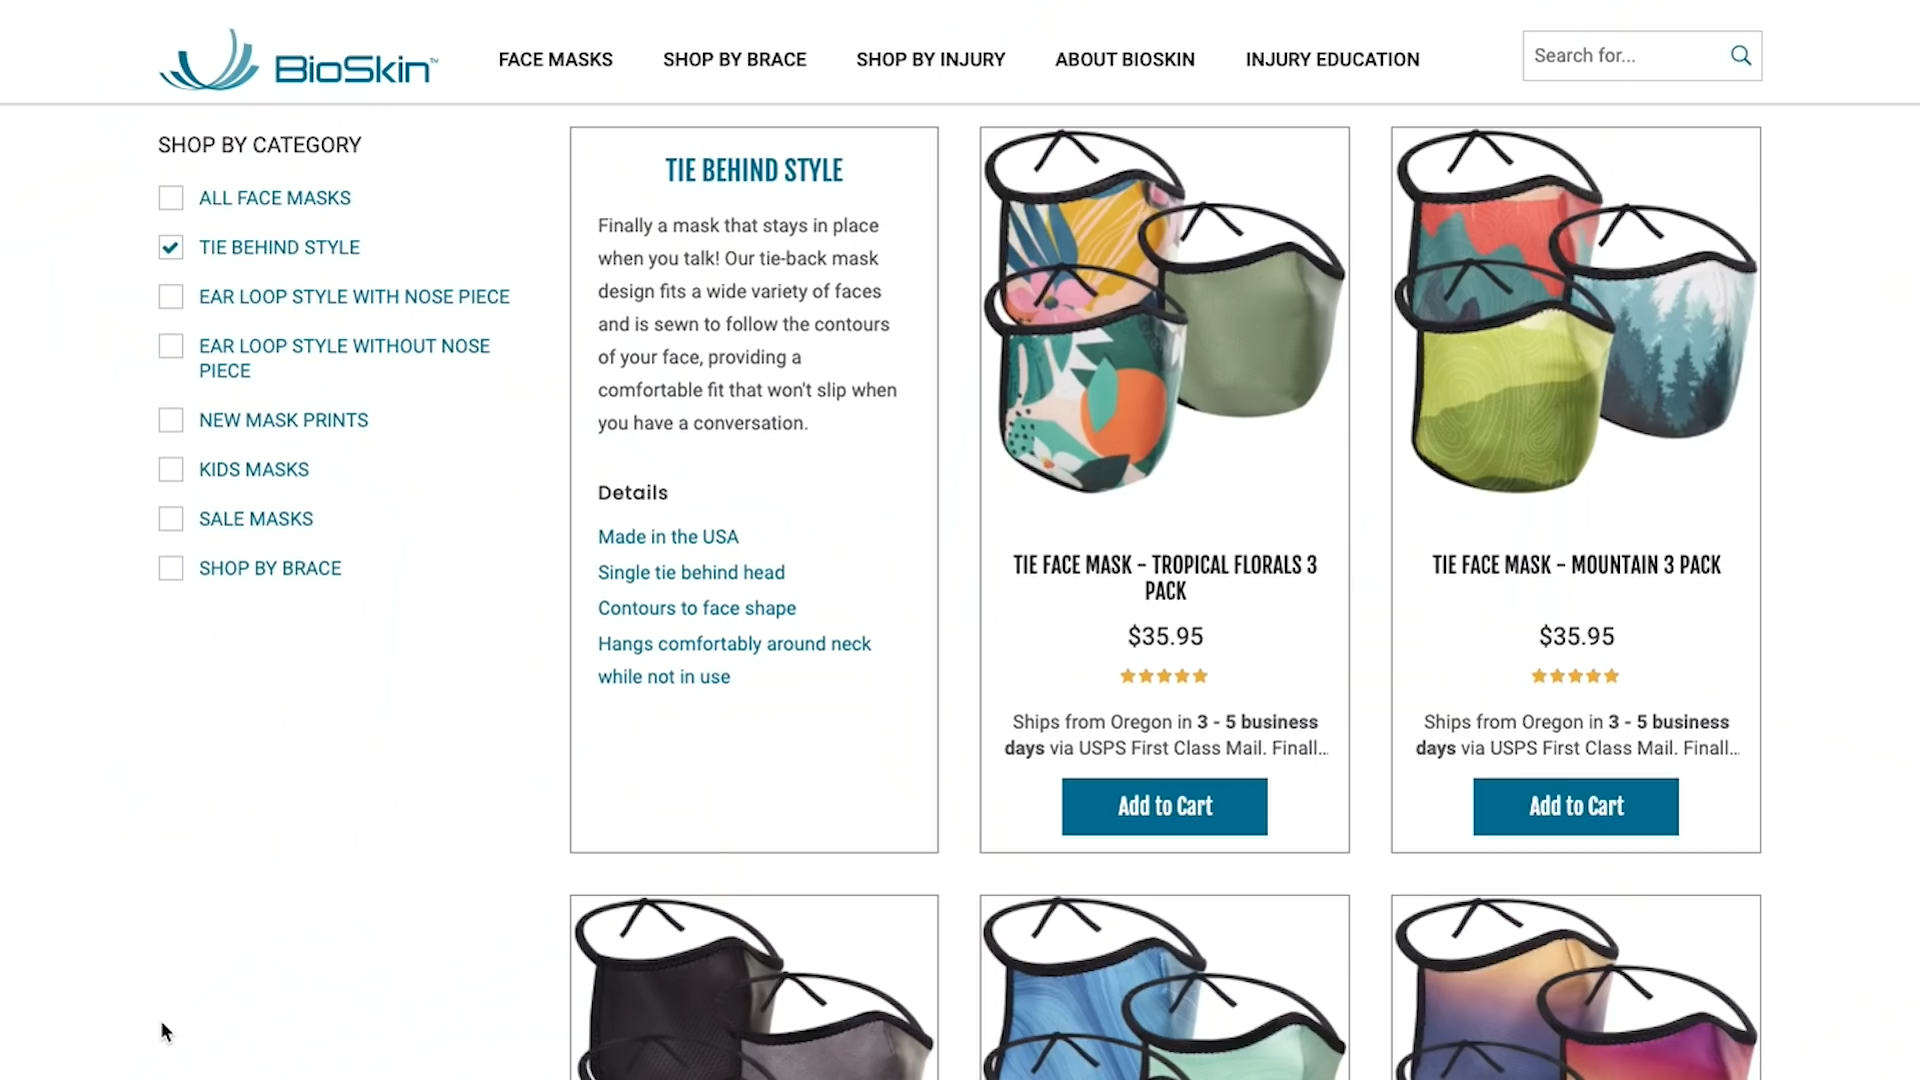 BioSkin™
FACE MASKS
SHOP BY BRACE
SHOP BY INJURY
ABOUT BIOSKIN
INJURY EDUCATION
Search for...
SHOP BY CATEGORY
ALL FACE MASKS
TIE BEHIND STYLE
EAR LOOP STYLE WITH NOSE PIECE
EAR LOOP STYLE WITHOUT NOSE
PIECE
NEW MASK PRINTS
KIDS MASKS
SALE MASKS
SHOP BY BRACE
TIE BEHIND STYLE
Finally a mask that stays in place
when you talk! Our tie-back mask
design fits a wide variety of faces
and is sewn to follow the contours
of your face, providing a
comfortable fit that won't slip when
you have a conversation.
Details
Made in the USA
Single tie behind head
Contours to face shape
Hangs comfortably around neck
while not in use
TIE FACE MASK – TROPICAL FLORALS 3
PACK
$35.95
Ships from Oregon in 3 - 5 business
days via USPS First Class Mail. Finall...
Add to Cart
TIE FACE MASK – MOUNTAIN 3 PACK
$35.95
Ships from Oregon in 3 - 5 business
days via USPS First Class Mail. Finall...
Add to Cart